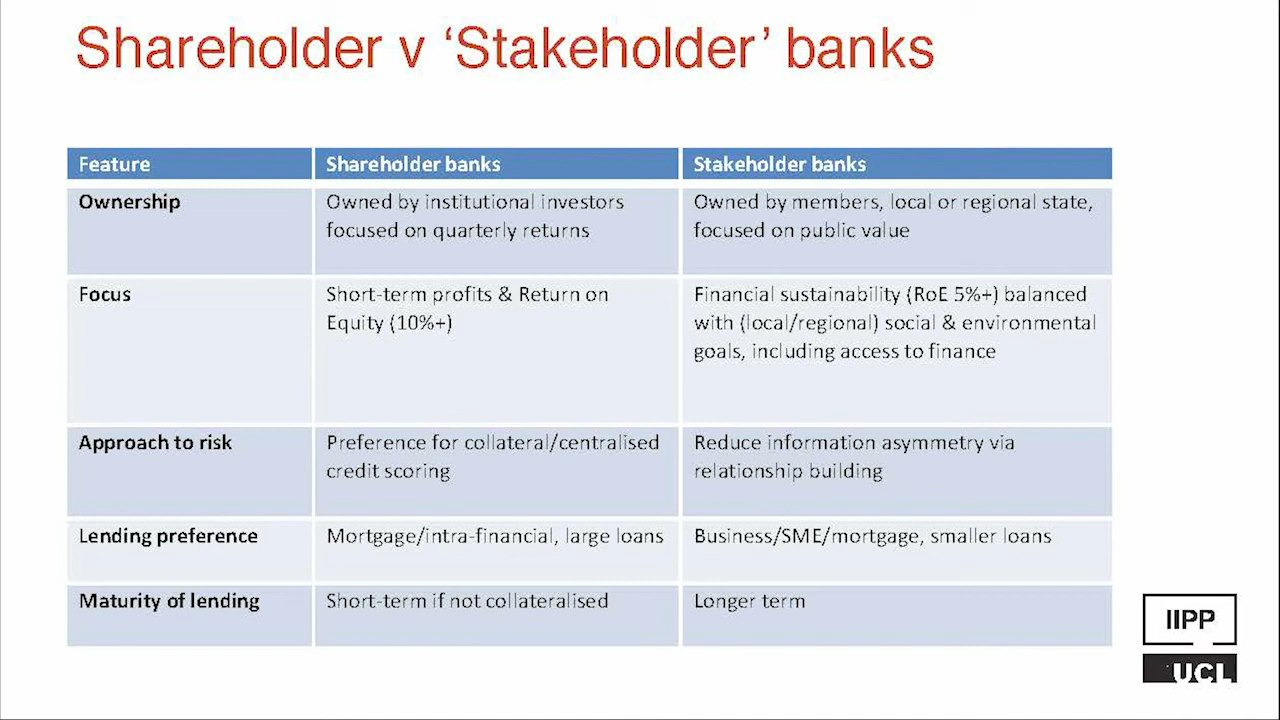 Shareholder v ‘Stakeholder’ banks
Feature
Shareholder banks
Stakeholder banks
Ownership
Owned by institutional investors
focused on quarterly returns
Owned by members, local or regional state,
focused on public value
Focus
Short-term profits & Return on
Equity (10%+)
Financial sustainability (RoE 5%+) balanced
with (local/regional) social & environmental
goals, including access to finance
Approach to risk
Preference for collateral/centralised
credit scoring
Reduce information asymmetry via
relationship building
Lending preference
Mortgage/intra-financial, large loans
Business/SME/mortgage, smaller loans
Maturity of lending
Short-term if not collateralised
Longer term
IIPP
UCL